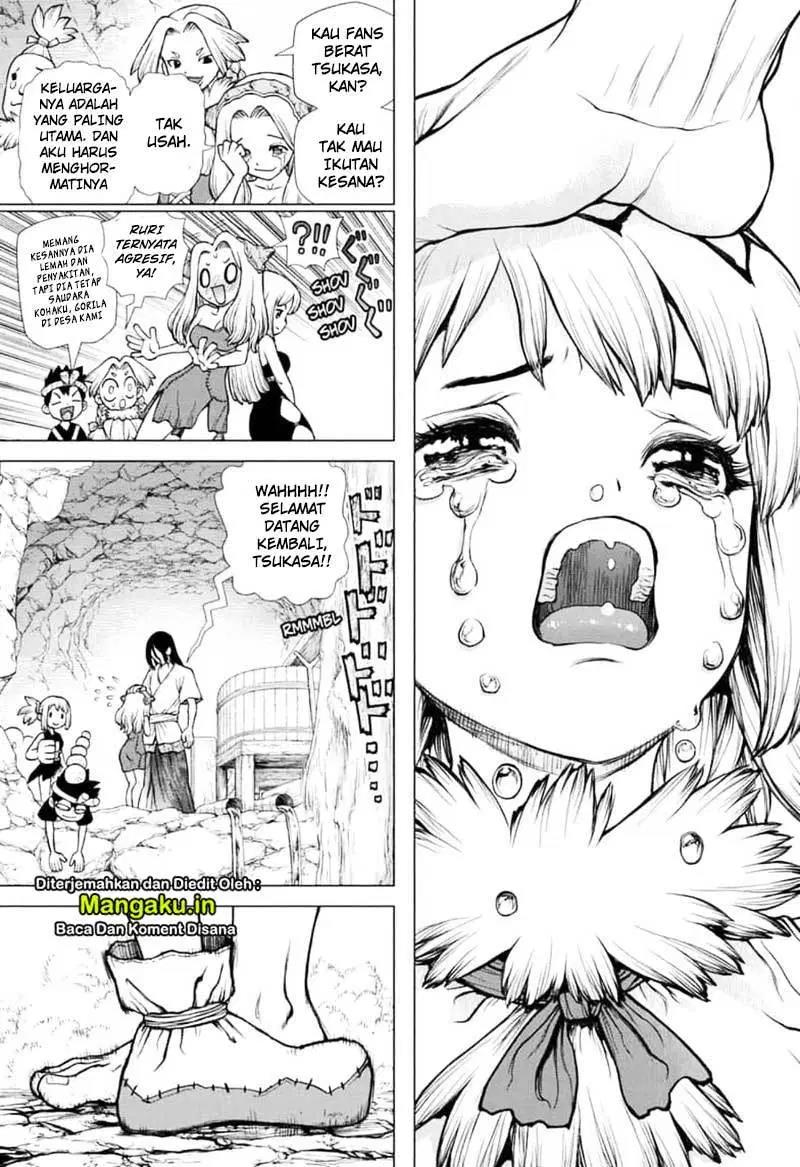 KAU FANS
BERAT
TSUKASA,
KAN?
KAU
TAK MAU
IKUTAN
KESANA?
TAK
USAH.
KELUARGA-
NYA ADALAH
YANG PALING
UTAMA. DAN
AKU HARUS
MENGHOR-
MATINYA
?!!
ぐぐぐ
SHOV
SHOV
SHOV
RURI
TERNYATA
AGRESIF,
YA!
MEMANG
KESANNYA DIA
LEMAH DAN
PENYAKITAN,
TAPI DIA TETAP
SAUDARA
KOHAKU, GORILA
DI DESA KAMI
WAHHHH!!
SELAMAT
DATANG
KEMBALI,
TSUKASA!!
RMMMBL
Diterjemahkan dan Diedit Oleh :
Mangaku.in
Baca Dan Koment Disana